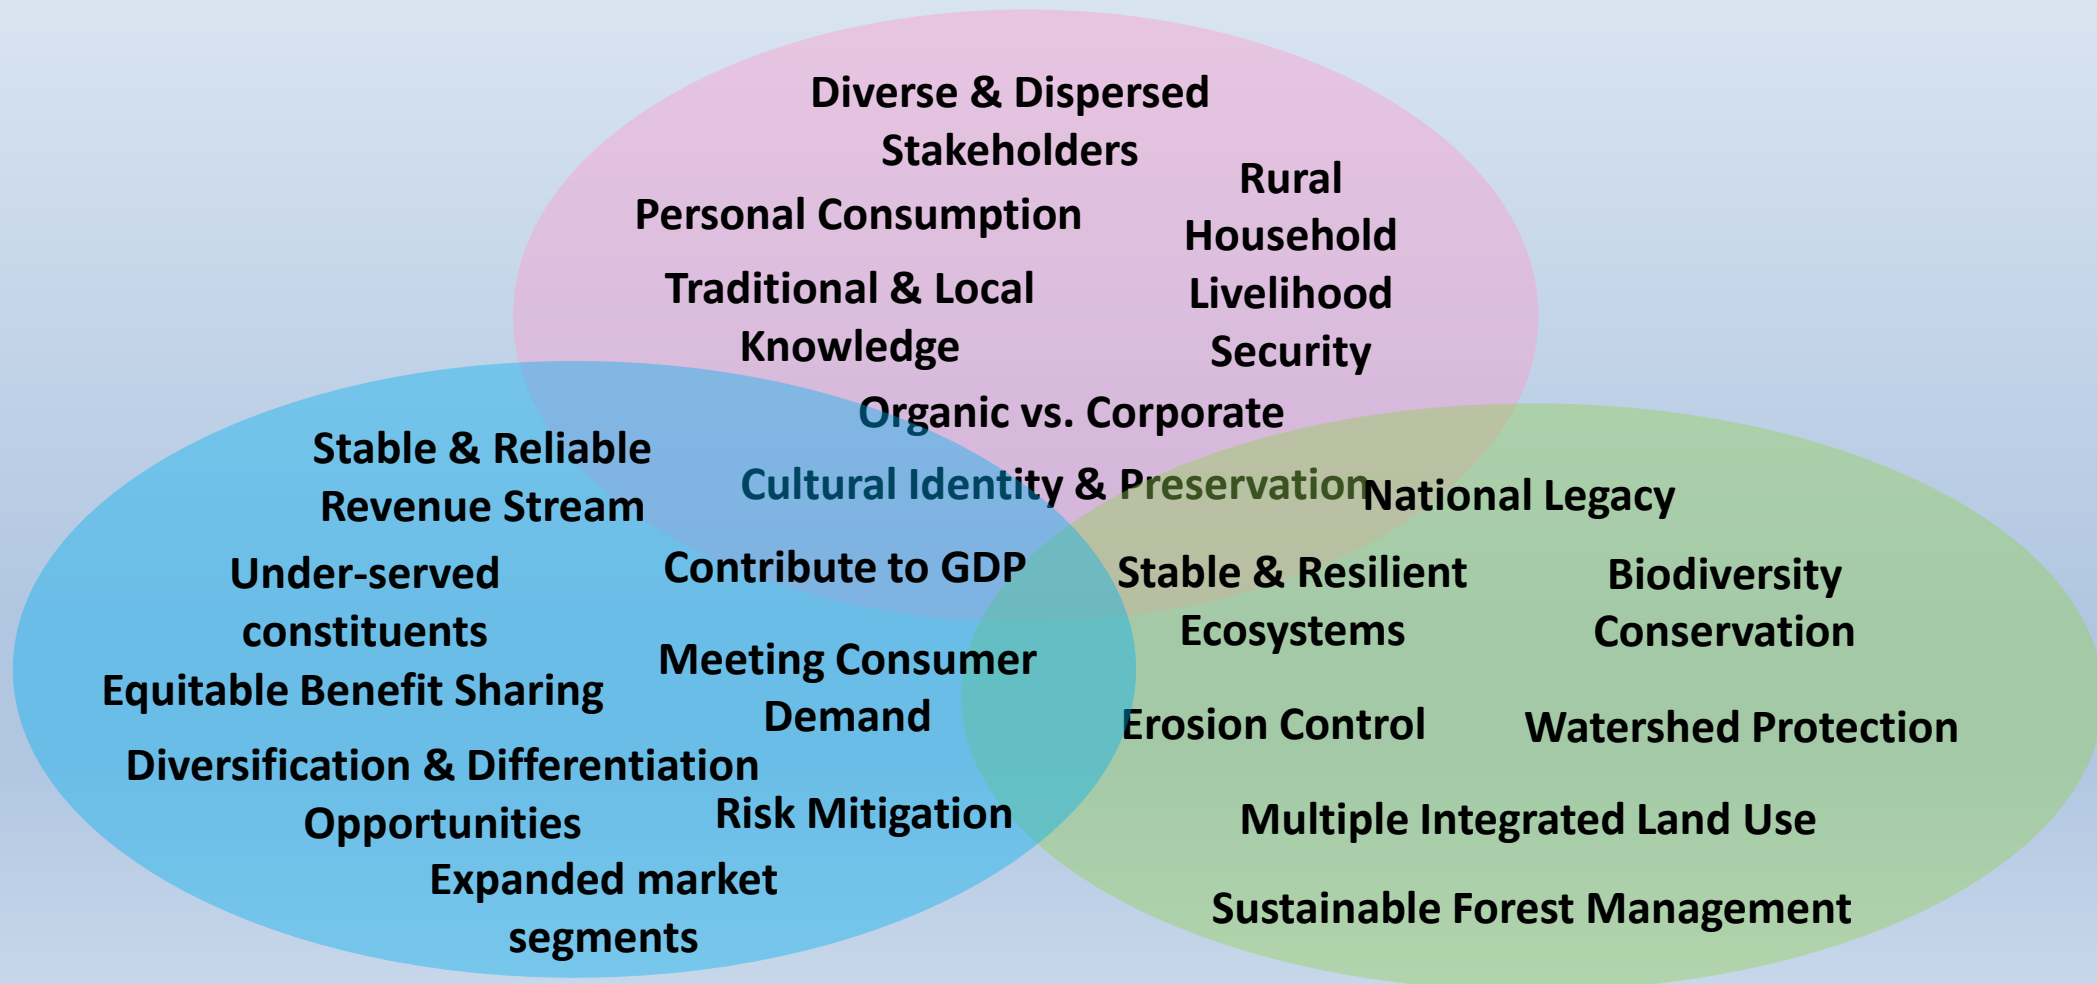 Diverse & Dispersed
Stakeholders
Personal Consumption
Rural
Household
Livelihood
Security
Traditional & Local
Knowledge
Organic vs. Corporate
Cultural Identity & Preservation
Stable & Reliable
Revenue Stream
Under-served
constituents
Equitable Benefit Sharing
Contribute to GDP
Meeting Consumer
Demand
Diversification & Differentiation
Opportunities
Risk Mitigation
Expanded market
segments
National Legacy
Stable & Resilient
Ecosystems
Biodiversity
Conservation
Erosion Control
Watershed Protection
Multiple Integrated Land Use
Sustainable Forest Management